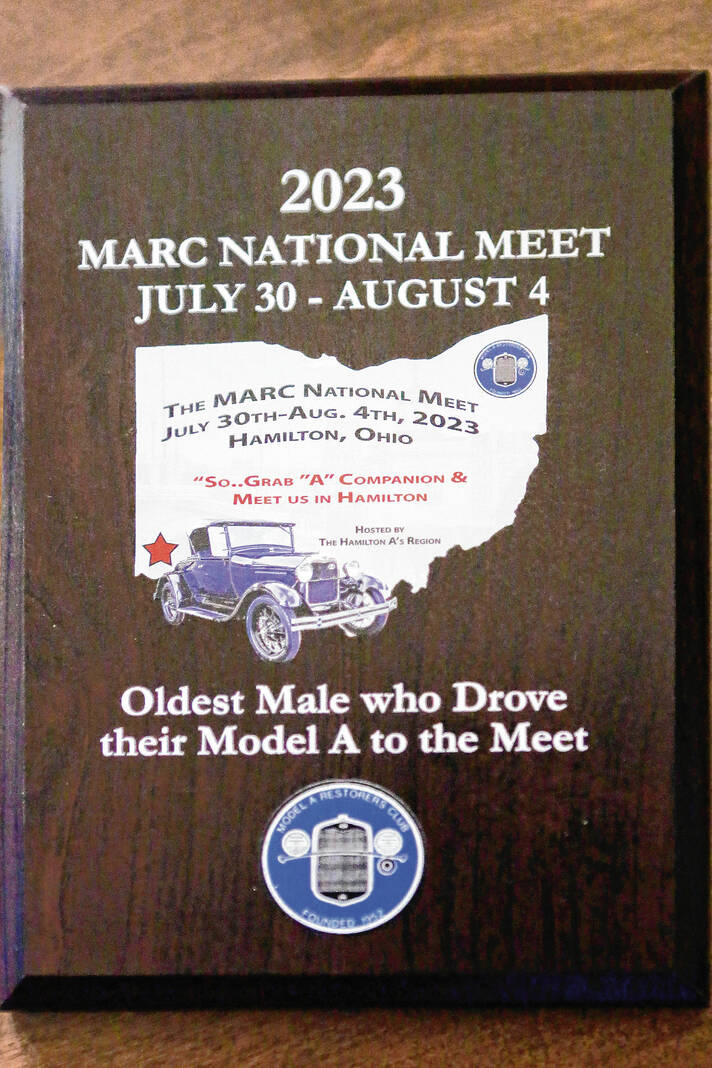 2023
MARC NATIONAL MEET
JULY 30 - AUGUST 4
THE MARC NATIONAL MEET
JULY 30TH-AUG. 4TH, 2023
HAMILTON, OHIO
"SO..GRAB "A" COMPANION &
MEET US IN HAMILTON
HOSTED BY
THE HAMILTON A'S REGION
Oldest Male who Drove
their Model A to the Meet
MODEL A RESTORERS CLUB
FOUNDED 1952